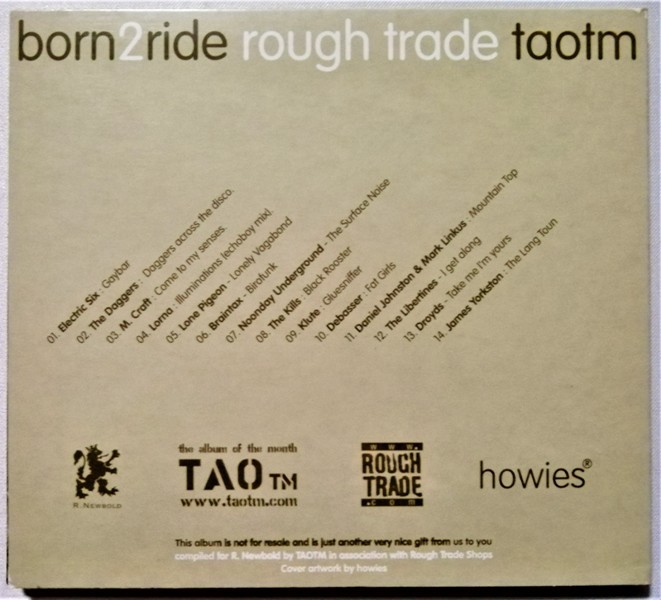 born2ride rough trade taotm
01. Electric Six : Gaybar
02. The Daggers : Daggers across the disco.
03. M. Craft : Come to my senses.
04. Lorna : Illuminations (echoboy mix).
05. Lone Pigeon - Lonely Vagabond
06. Braintax - Birofunk
07. Noonday Underground - The Surface Noise
08. The Kills : Black Rooster
09. Klute : Gluesniffer
10. Debasser : Fat Girls
11. Daniel Johnston & Mark Linkus : Mountain Top
12. The Libertines - I get along
13. Droyds - Take me I'm yours
14. James Yorkston : The Lang Toun
R. NEWBOLD
the album of the month
TAOTM
www.taotm.com
www.
ROUGH
TRADE
.com
howies®
This album is not for resale and is just another very nice gift from us to you
compiled for R. Newbold by TAOTM in association with Rough Trade Shops
Cover artwork by howies